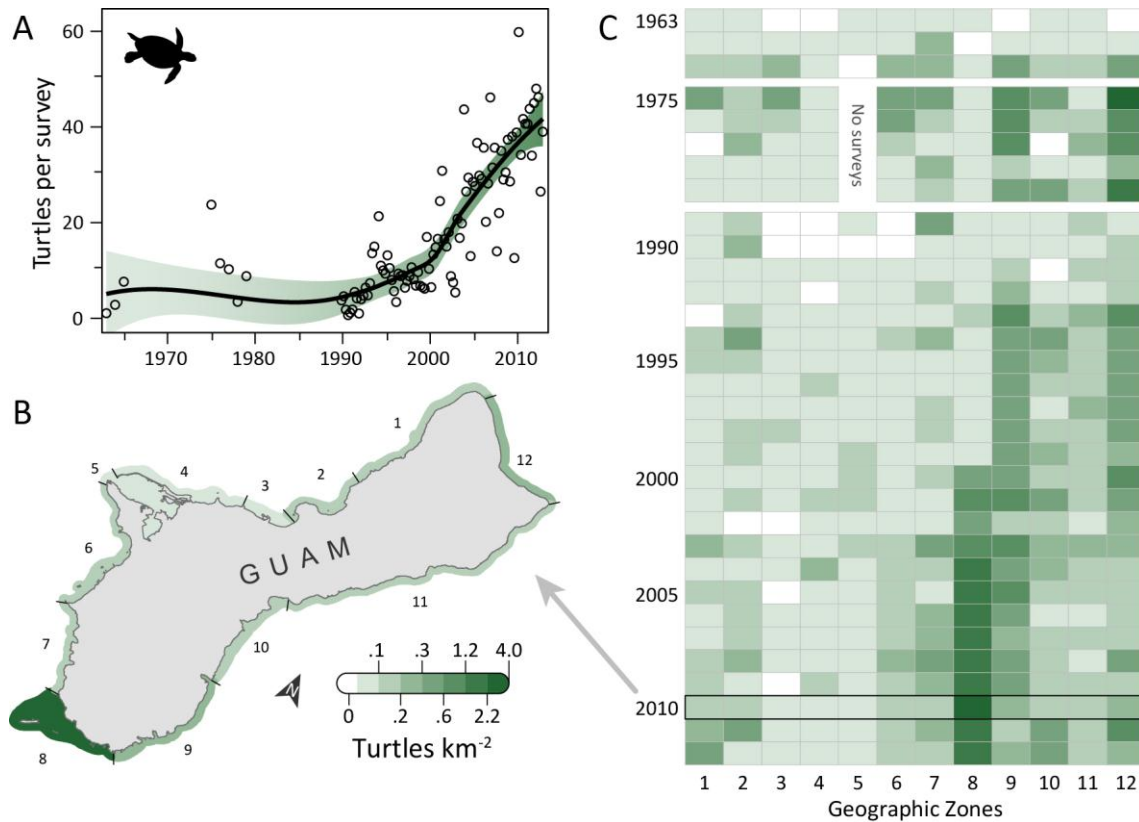 A
Turtles per survey
60
40
20
0
1970 1980 1990 2000 2010
B
1
2
3
4
5
6
7
8
9
10
11
12
GUAM
N
.1 .3 1.2 4.0
0 .2 .6 2.2
Turtles km-2
C
1963
1975
No surveys
1990
1995
2000
2005
2010
1 2 3 4 5 6 7 8 9 10 11 12
Geographic Zones